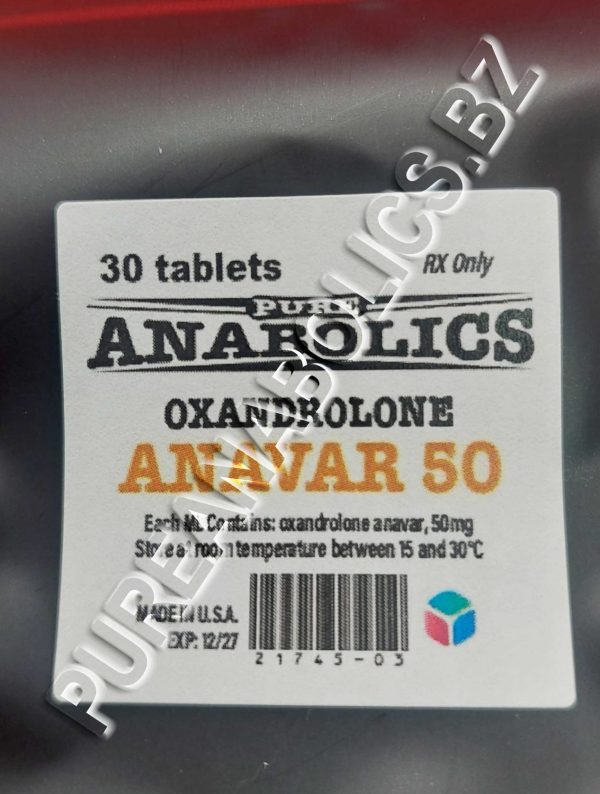 30 tablets
RX Only
PURE
ANABOLICS
OXANDROLONE
ANAVAR 50
Each ML Contains: oxandrolone anavar, 50mg
Store at room temperature between 15 and 30°C
MADE IN U.S.A.
EXP: 12/27
21745-03
PUREANABOLICS.BZ